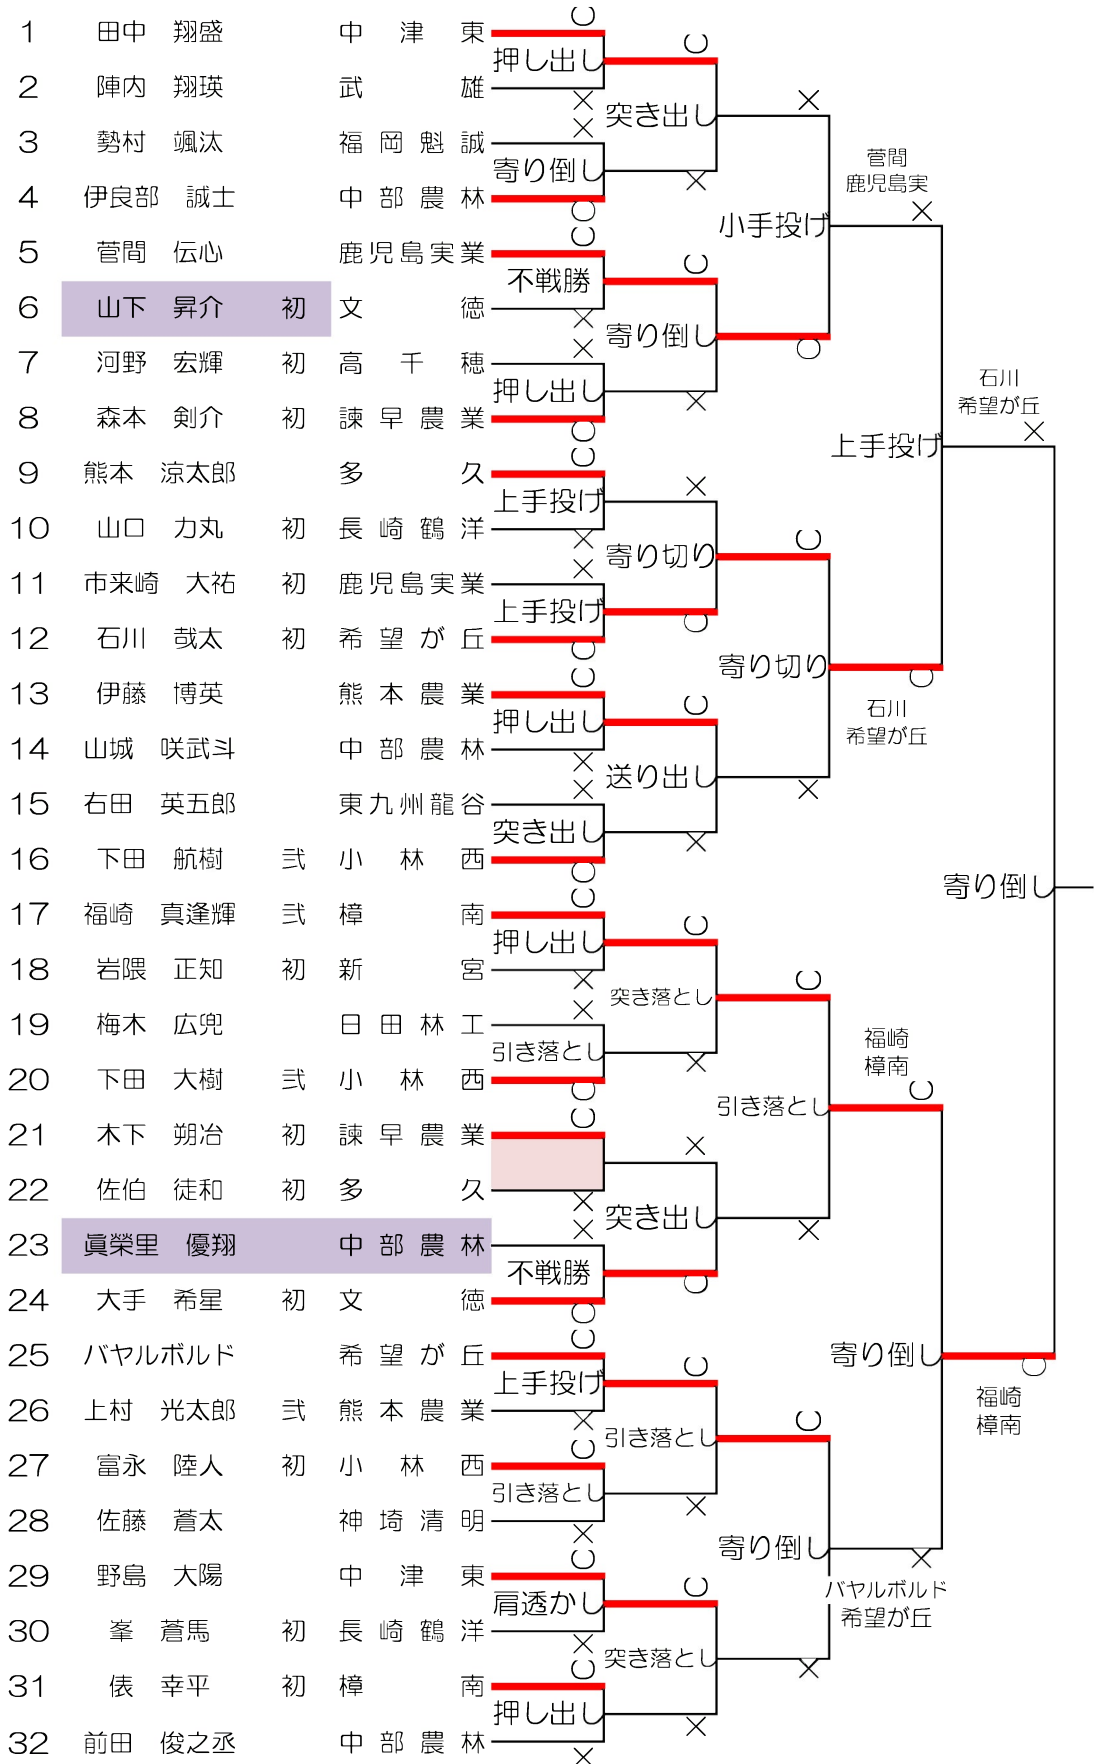 1 田中 翔盛 中津東
押し出し
2 陣内 翔瑛 武雄
突き出し
3 勢村 颯汰 福岡魁誠
寄り倒し
4 伊良部 誠士 中部農林
小手投げ
菅間
鹿児島実
5 菅間 伝心 鹿児島実業
不戦勝
6 山下 昇介 初 文徳
寄り倒し
7 河野 宏輝 初 高千穂
押し出し
8 森本 剣介 初 諫早農業
上手投げ
石川
希望が丘
9 熊本 涼太郎 多久
上手投げ
10 山口 力丸 初 長崎鶴洋
寄り切り
11 市来崎 大祐 初 鹿児島実業
上手投げ
12 石川 哉太 初 希望が丘
寄り切り
石川
希望が丘
13 伊藤 博英 熊本農業
押し出し
14 山城 咲武斗 中部農林
送り出し
15 右田 英五郎 東九州龍谷
突き出し
16 下田 航樹 弐 小林西
寄り倒し
17 福崎 真逢輝 弐 樟南
押し出し
18 岩隈 正知 初 新宮
突き落とし
19 梅木 広兜 日田林工
引き落とし
20 下田 大樹 弐 小林西
引き落とし
福崎
樟南
21 木下 朔冶 初 諫早農業
22 佐伯 徒和 初 多久
突き出し
23 眞榮里 優翔 中部農林
不戦勝
24 大手 希星 初 文徳
寄り倒し
福崎
樟南
25 バヤルボルド 希望が丘
上手投げ
26 上村 光太郎 弐 熊本農業
引き落とし
27 富永 陸人 初 小林西
引き落とし
28 佐藤 蒼太 神埼清明
寄り倒し
バヤルボルド
希望が丘
29 野島 大陽 中津東
肩透かし
30 峯 蒼馬 初 長崎鶴洋
突き落とし
31 俵 幸平 初 樟南
押し出し
32 前田 俊之丞 中部農林